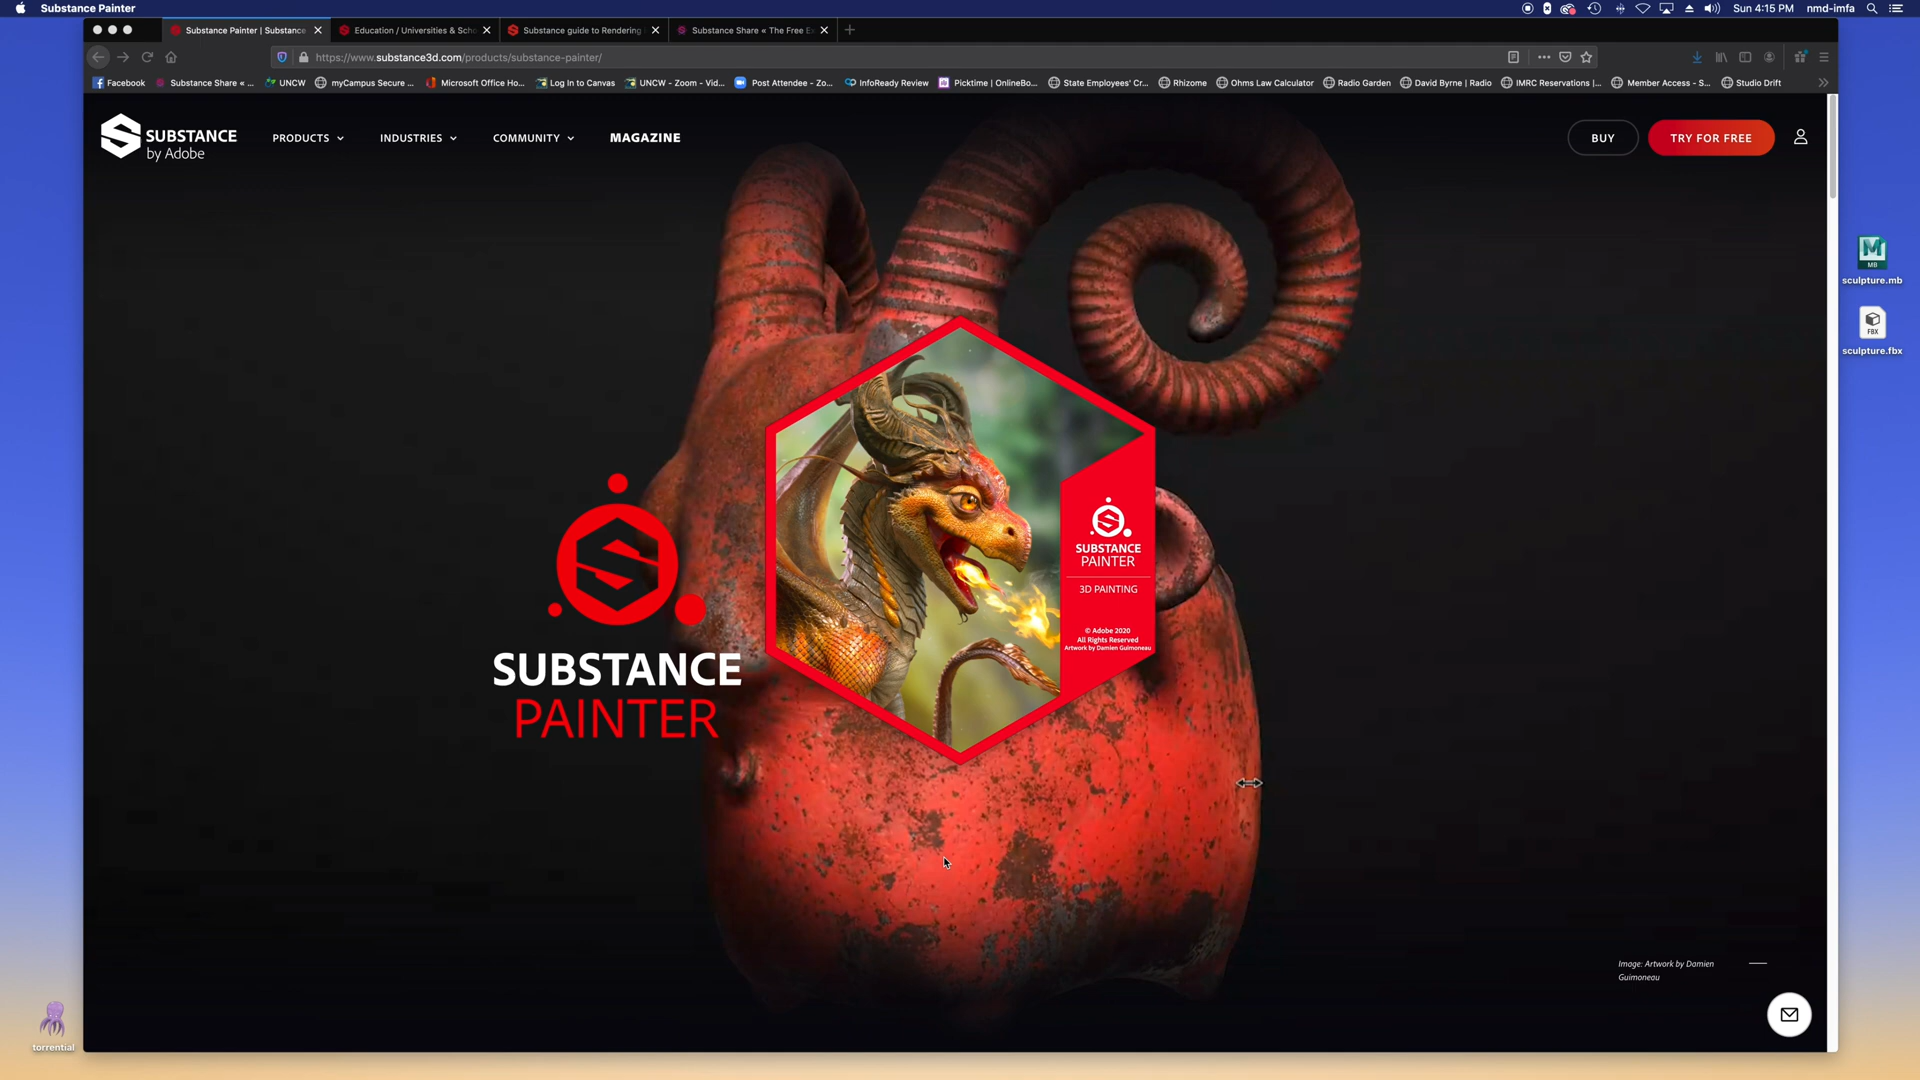 Substance Painter
Sun 4:15 PM
nmd-imfa
Substance Painter | Substance
Education / Universities & Scho
Substance guide to Rendering
Substance Share « The Free Ex
https://www.substance3d.com/products/substance-painter/
Facebook
Substance Share « ...
UNCW
myCampus Secure ...
Microsoft Office Ho...
Log In to Canvas
UNCW - Zoom - Vid...
Post Attendee - Zo...
InfoReady Review
Picktime | OnlineBo...
State Employees' Cr...
Rhizome
Ohms Law Calculator
Radio Garden
David Byrne | Radio
IMRC Reservations |...
Member Access - S...
Studio Drift
SUBSTANCE
by Adobe
PRODUCTS
INDUSTRIES
COMMUNITY
MAGAZINE
BUY
TRY FOR FREE
sculpture.mb
MB
FBX
sculpture.fbx
SUBSTANCE
PAINTER
3D PAINTING
© Adobe 2020
All Rights Reserved
Artwork by Damien Guimoneau
SUBSTANCE
PAINTER
Image: Artwork by Damien
Guimoneau
torrential